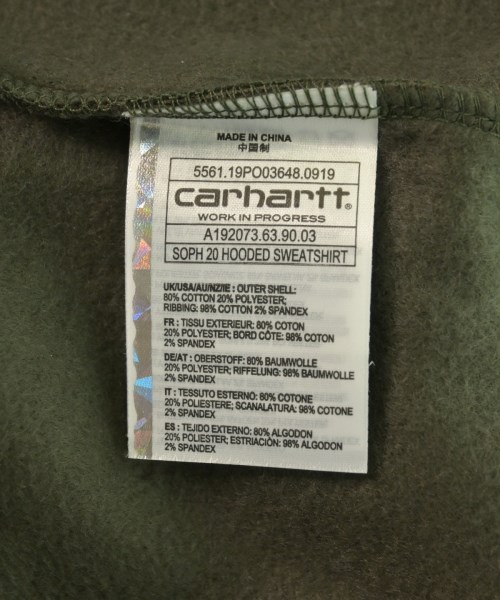 MADE IN CHINA
中国制
5561.19PO03648.0919
carhartt®
WORK IN PROGRESS
A192073.63.90.03
SOPH 20 HOODED SWEATSHIRT
UK/USA/AU/NZ/IE : OUTER SHELL:
80% COTTON 20% POLYESTER;
RIBBING: 98% COTTON 2% SPANDEX
FR : TISSU EXTERIEUR: 80% COTON
20% POLYESTER; BORD CÔTE: 98% COTON
2% SPANDEX
DE/AT : OBERSTOFF: 80% BAUMWOLLE
20% POLYESTER; RIFFELUNG: 98% BAUMWOLLE
2% SPANDEX
IT : TESSUTO ESTERNO: 80% COTONE
20% POLIESTERE; SCANALATURA: 98% COTONE
2% SPANDEX
ES : TEJIDO EXTERNO: 80% ALGODON
20% POLIESTER; ESTRIACIÓN: 98% ALGODON
2% SPANDEX